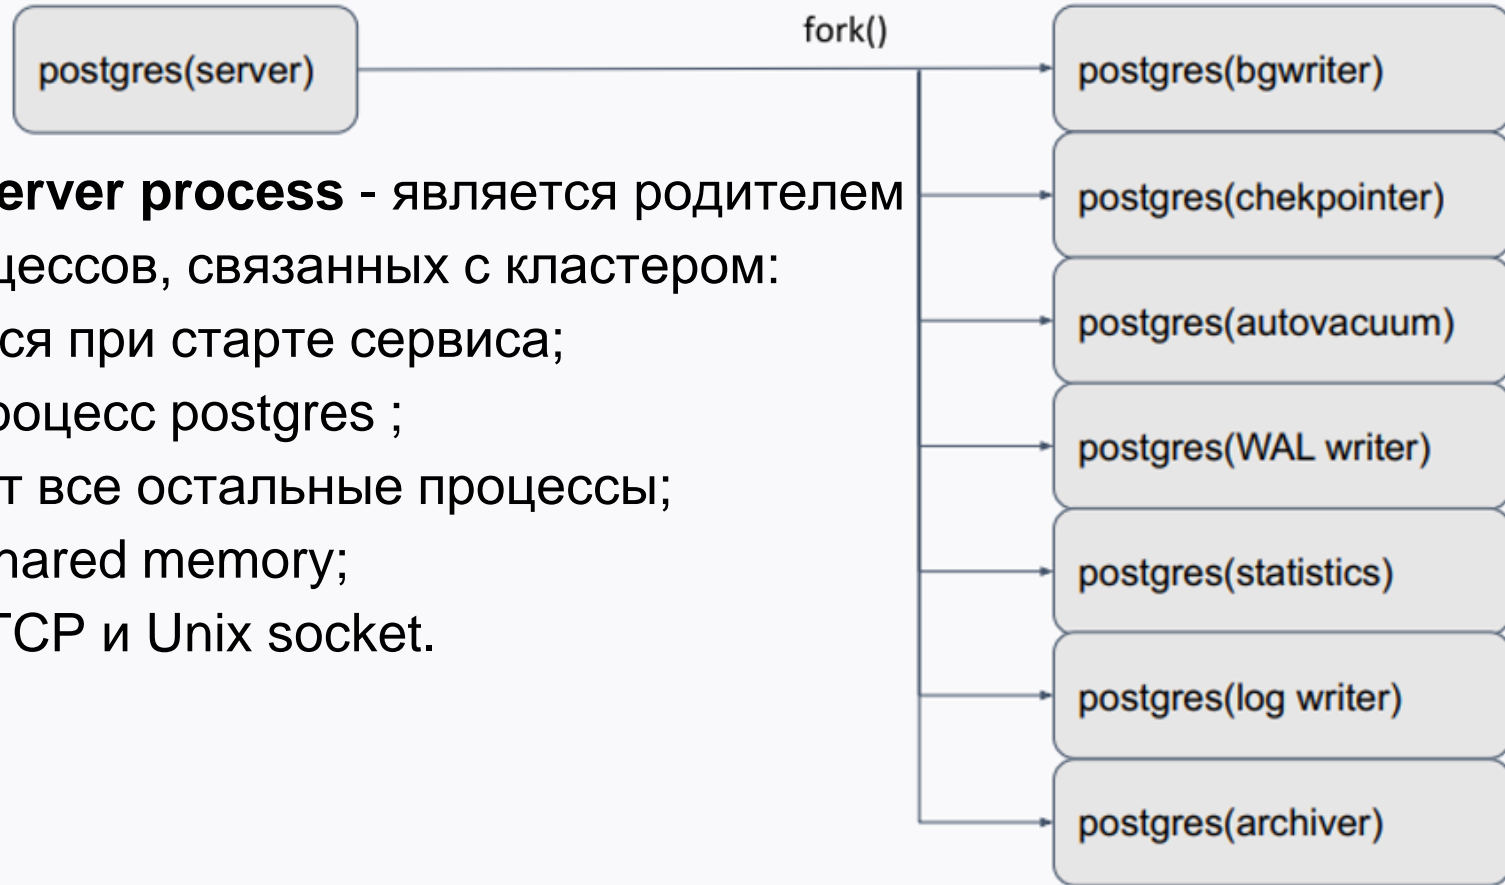 postgres(server)
fork()
erver process - является родителем
цессов, связанных с кластером:
ся при старте сервиса;
роцесс postgres ;
т все остальные процессы;
hared memory;
TCP и Unix socket.
postgres(bgwriter)
postgres(chekpointer)
postgres(autovacuum)
postgres(WAL writer)
postgres(statistics)
postgres(log writer)
postgres(archiver)